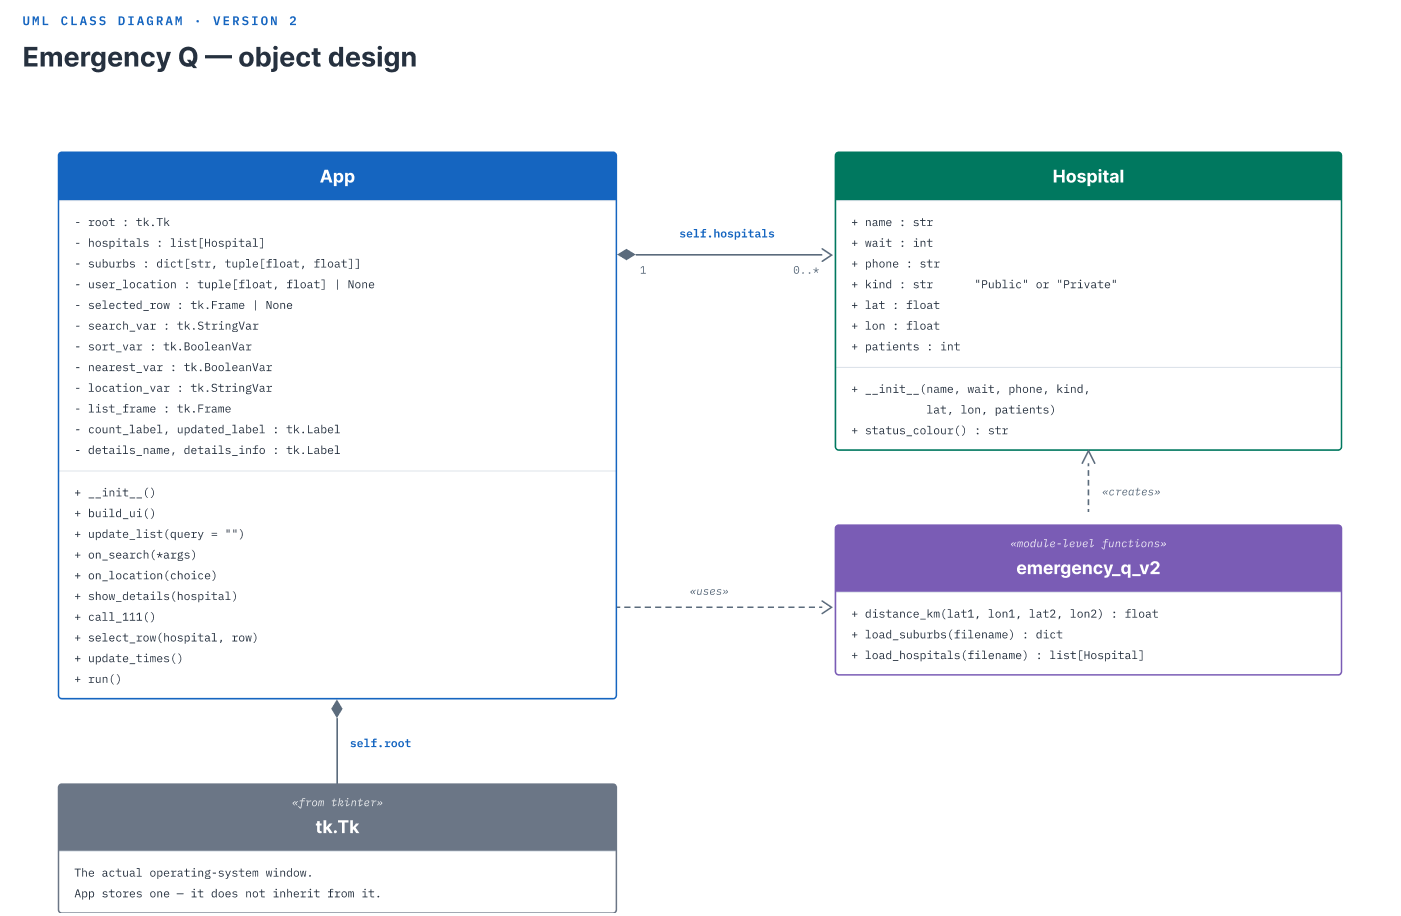 UML CLASS DIAGRAM · VERSION 2
Emergency Q — object design
App
- root : tk.Tk
- hospitals : list[Hospital]
- suburbs : dict[str, tuple[float, float]]
- user_location : tuple[float, float] | None
- selected_row : tk.Frame | None
- search_var : tk.StringVar
- sort_var : tk.BooleanVar
- nearest_var : tk.BooleanVar
- location_var : tk.StringVar
- list_frame : tk.Frame
- count_label, updated_label : tk.Label
- details_name, details_info : tk.Label
+ __init__()
+ build_ui()
+ update_list(query = "")
+ on_search(*args)
+ on_location(choice)
+ show_details(hospital)
+ call_111()
+ select_row(hospital, row)
+ update_times()
+ run()
self.hospitals
1
0..*
Hospital
+ name : str
+ wait : int
+ phone : str
+ kind : str "Public" or "Private"
+ lat : float
+ lon : float
+ patients : int
+ __init__(name, wait, phone, kind,
lat, lon, patients)
+ status_colour() : str
«creates»
«uses»
«module-level functions»
emergency_q_v2
+ distance_km(lat1, lon1, lat2, lon2) : float
+ load_suburbs(filename) : dict
+ load_hospitals(filename) : list[Hospital]
self.root
«from tkinter»
tk.Tk
The actual operating-system window.
App stores one — it does not inherit from it.